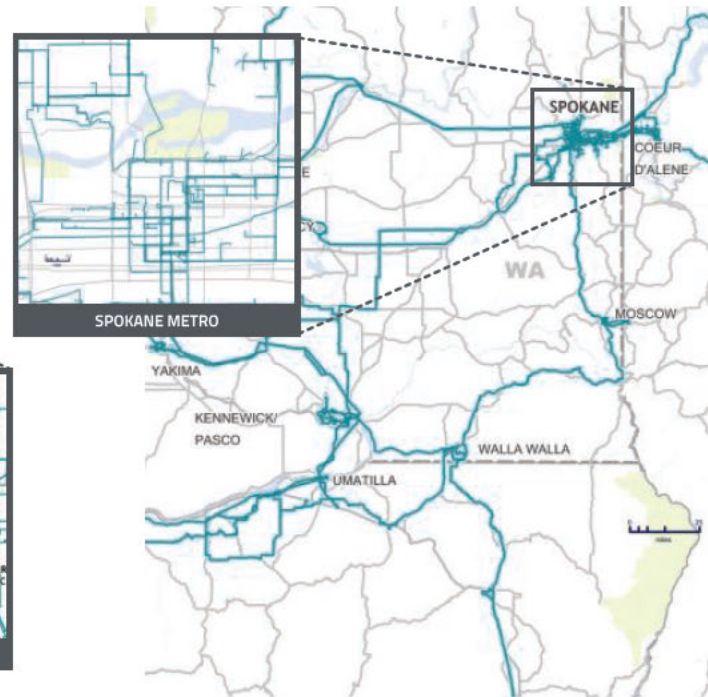 SPOKANE
COEUR
D'ALENE
E
WA
SPOKANE METRO
MOSCOW
YAKIMA
KENNEWICK/
PASCO
WALLA WALLA
UMATILLA